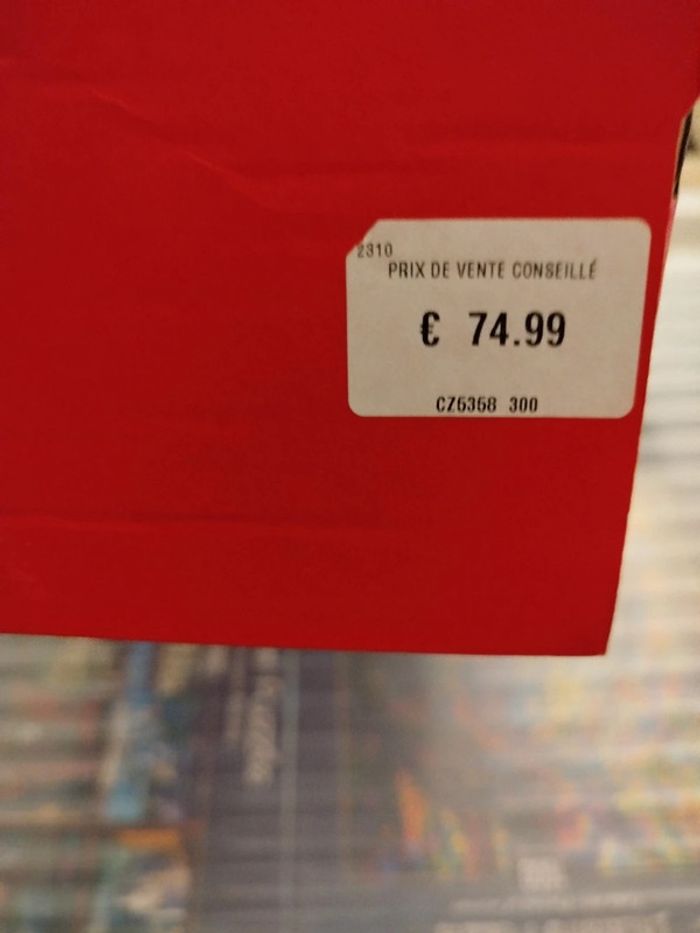 2310
PRIX DE VENTE CONSEILLÉ
€ 74.99
CZ5358 300